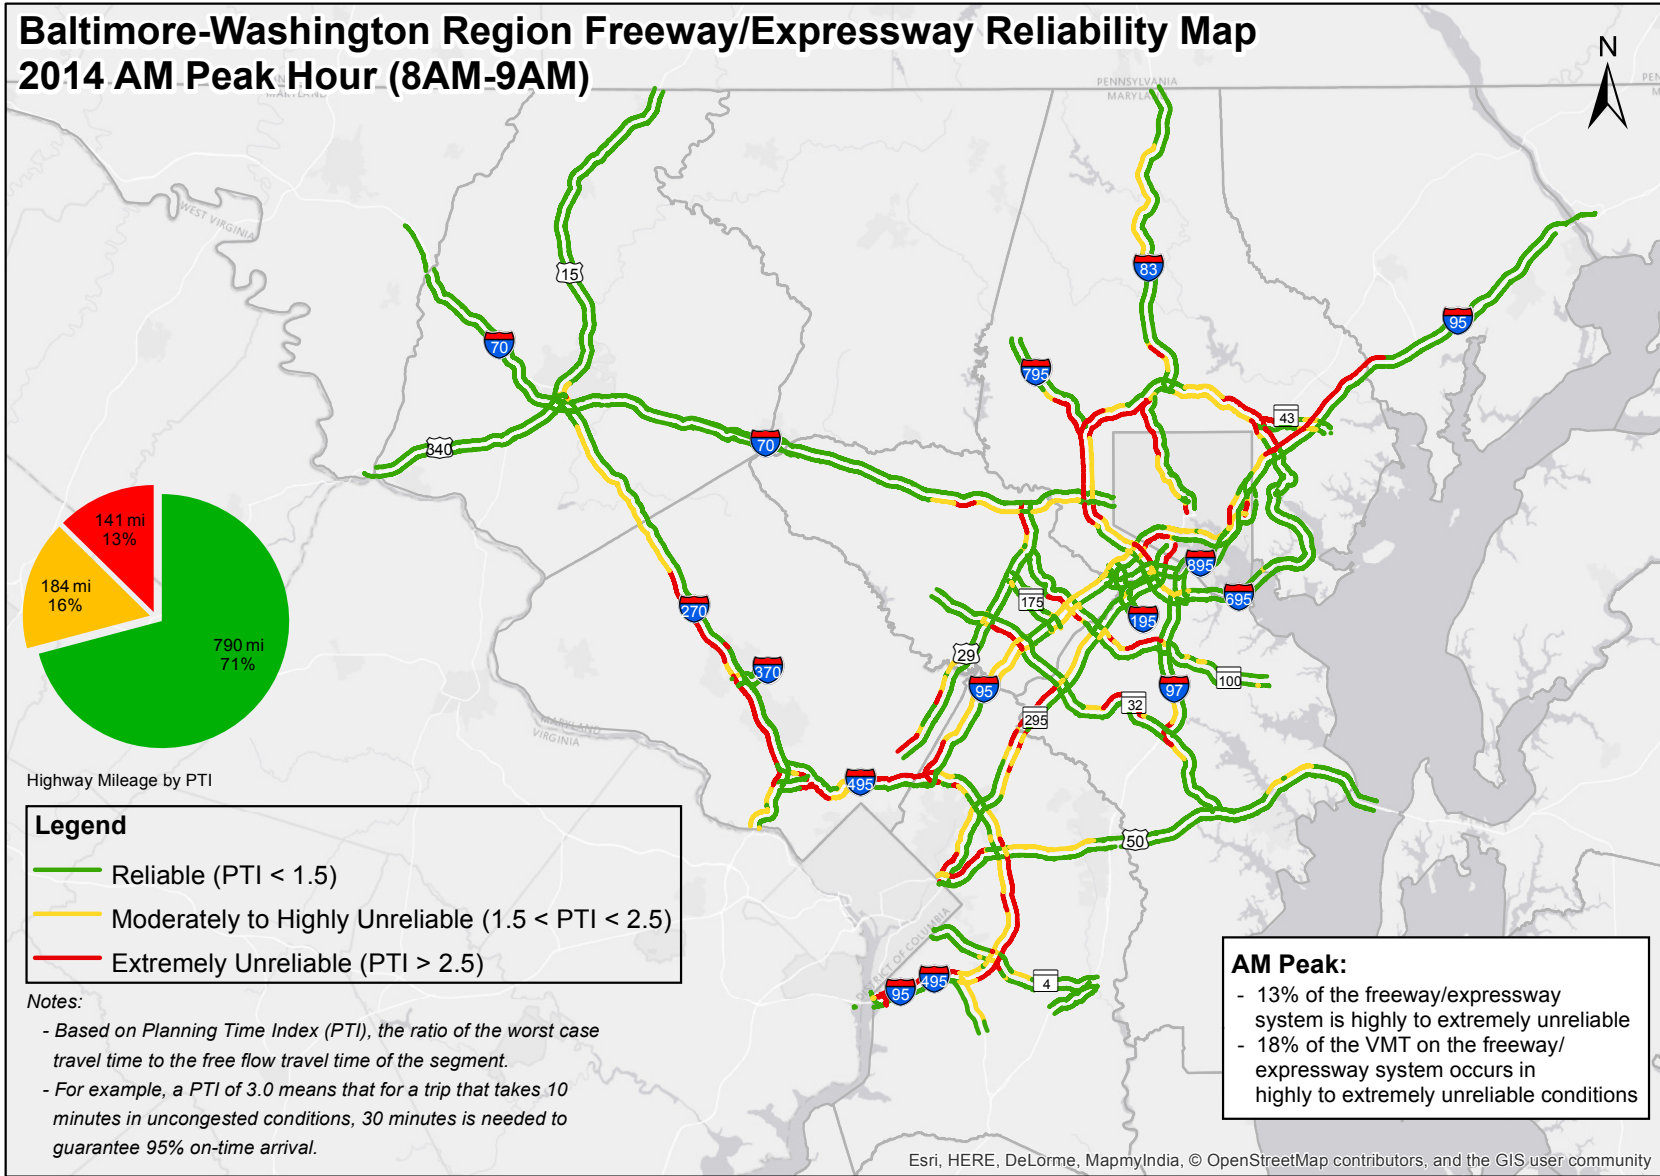 Baltimore-Washington Region Freeway/Expressway Reliability Map
2014 AM Peak Hour (8AM-9AM)
N
PENNSYLVANIA
MARYLAND
WEST VIRGINIA
15
83
95
70
795
43
340
70
141 mi
13%
184 mi
16%
790 mi
71%
895
695
270
175
195
29
370
95
97
100
32
295
MARYLAND
VIRGINIA
495
50
DISTRICT OF COLUMBIA
95
495
4
Highway Mileage by PTI
Legend
Reliable (PTI < 1.5)
Moderately to Highly Unreliable (1.5 < PTI < 2.5)
Extremely Unreliable (PTI > 2.5)
Notes:
- Based on Planning Time Index (PTI), the ratio of the worst case
travel time to the free flow travel time of the segment.
- For example, a PTI of 3.0 means that for a trip that takes 10
minutes in uncongested conditions, 30 minutes is needed to
guarantee 95% on-time arrival.
AM Peak:
- 13% of the freeway/expressway
system is highly to extremely unreliable
- 18% of the VMT on the freeway/
expressway system occurs in
highly to extremely unreliable conditions
Esri, HERE, DeLorme, MapmyIndia, © OpenStreetMap contributors, and the GIS user community